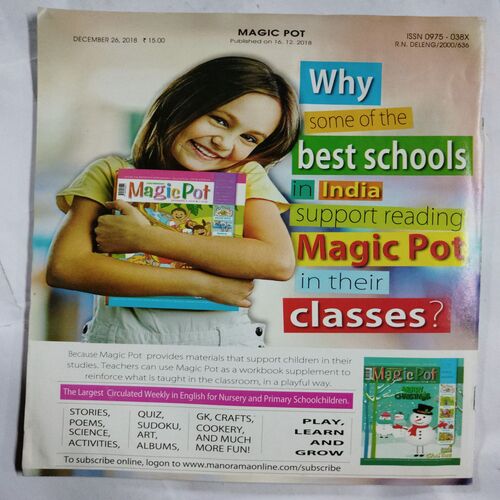 MAGIC POT
DECEMBER 26, 2018 ₹ 15.00
Published on 16. 12. 2018
ISSN 0975 - 038X
R.N. DELENG/2000/636
Why
some of the
best schools
in India
support reading
Magic Pot
in their
classes?
Magic Pot
Because Magic Pot provides materials that support children in their
studies. Teachers can use Magic Pot as a workbook supplement to
reinforce what is taught in the classroom, in a playful way.
The Largest Circulated Weekly in English for Nursery and Primary Schoolchildren.
STORIES,
POEMS,
SCIENCE,
ACTIVITIES,
QUIZ,
SUDOKU,
ART,
ALBUMS,
GK, CRAFTS,
COOKERY,
AND MUCH
MORE FUN!
PLAY,
LEARN
AND
GROW
To subscribe online, logon to www.manoramaonline.com/subscribe
Magic Pot
MERRY
CHRISTMAS